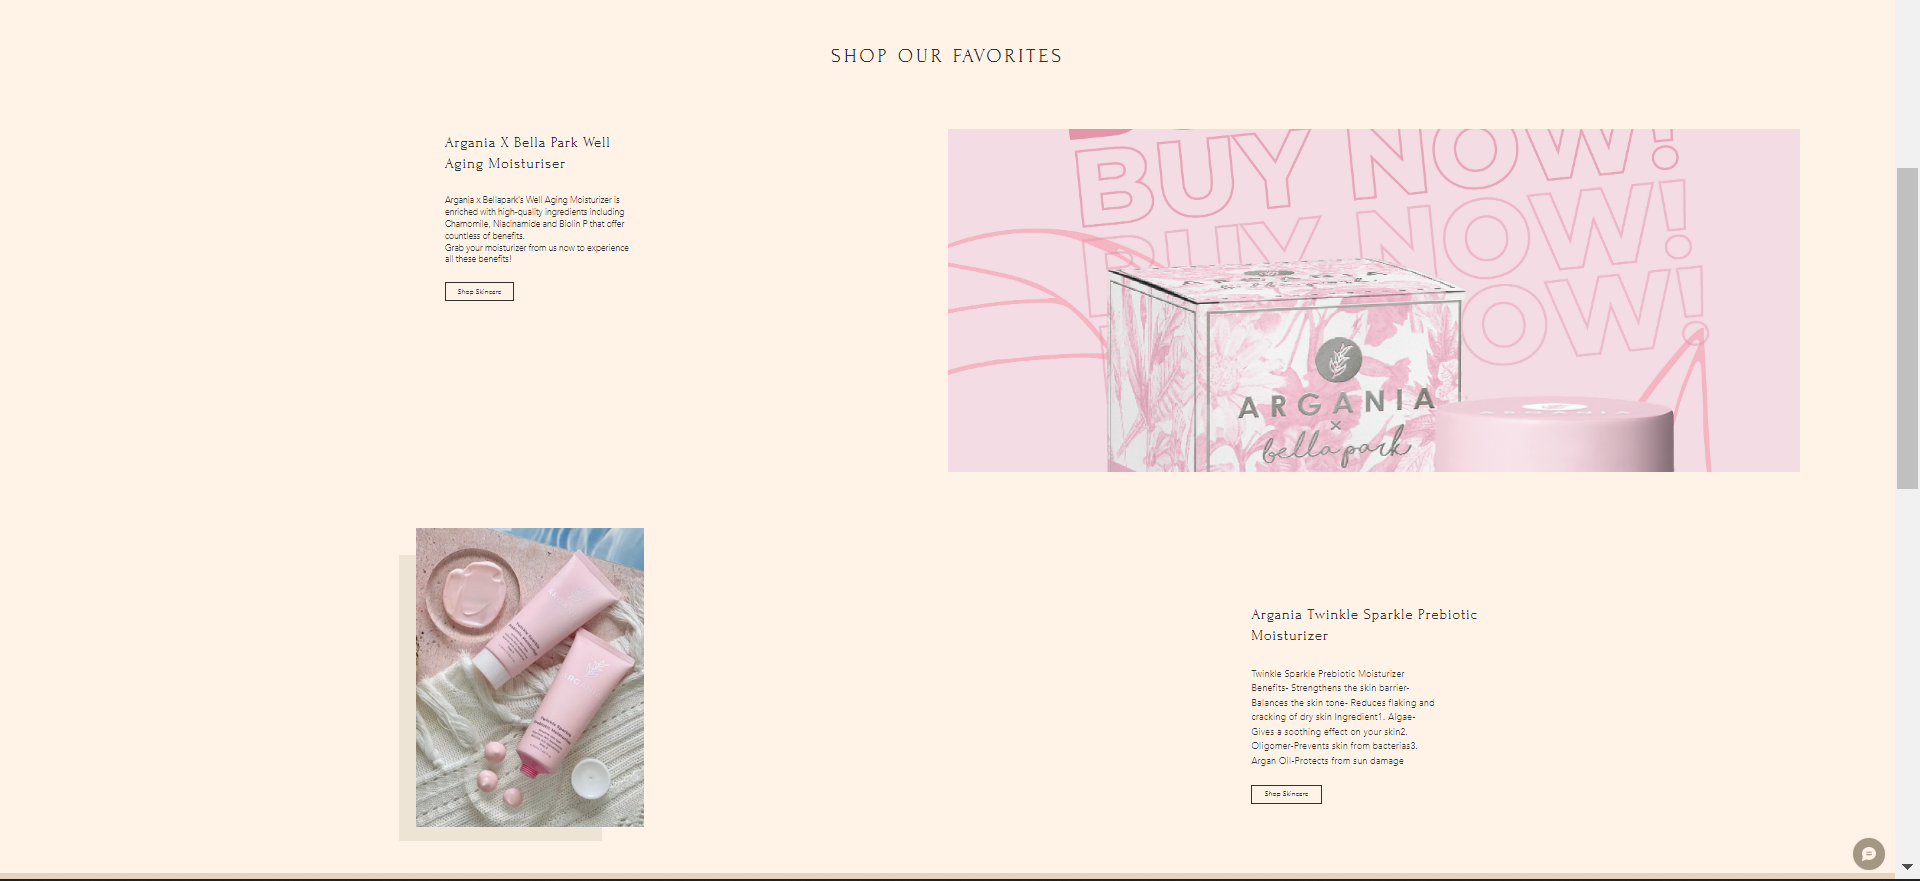 SHOP OUR FAVORITES
Argania X Bella Park Well
Aging Moisturiser
Argania x Bellapark's Well Aging Moisturizer is
enriched with high-quality ingredients including
Chamomile, Niacinamide and Biolin P that offer
countless of benefits.
Grab your moisturizer from us now to experience
all these benefits!
Shop Skincare
BUY NOW!
BUY NOW!
OW!
ARGANIA
x
bella park
Argania Twinkle Sparkle Prebiotic
Moisturizer
Twinkle Sparkle Prebiotic Moisturizer
Benefits- Strengthens the skin barrier-
Balances the skin tone- Reduces flaking and
cracking of dry skin Ingredient1. Algae-
Gives a soothing effect on your skin2.
Oligomer-Prevents skin from bacterias3.
Argan Oil-Protects from sun damage
Shop Skincare